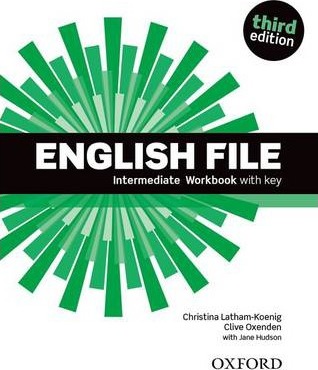 third
edition
ENGLISH FILE
Intermediate Workbook with key
Christina Latham-Koenig
Clive Oxenden
with Jane Hudson
OXFORD